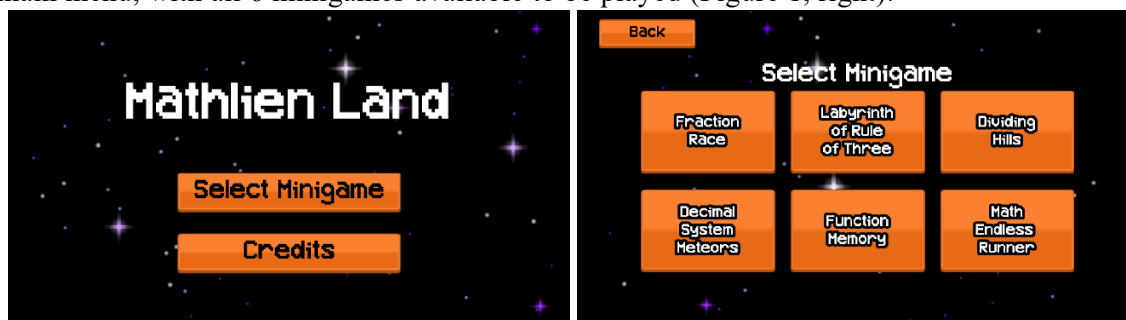 main menu, with all 6 minigames available to be played (Figure 1, right).
Mathlien Land
Select Minigame
Credits
Back
Select Minigame
Fraction
Race
Labyrinth
of Rule
of Three
Dividing
Hills
Decimal
System
Meteors
Function
Memory
Math
Endless
Runner